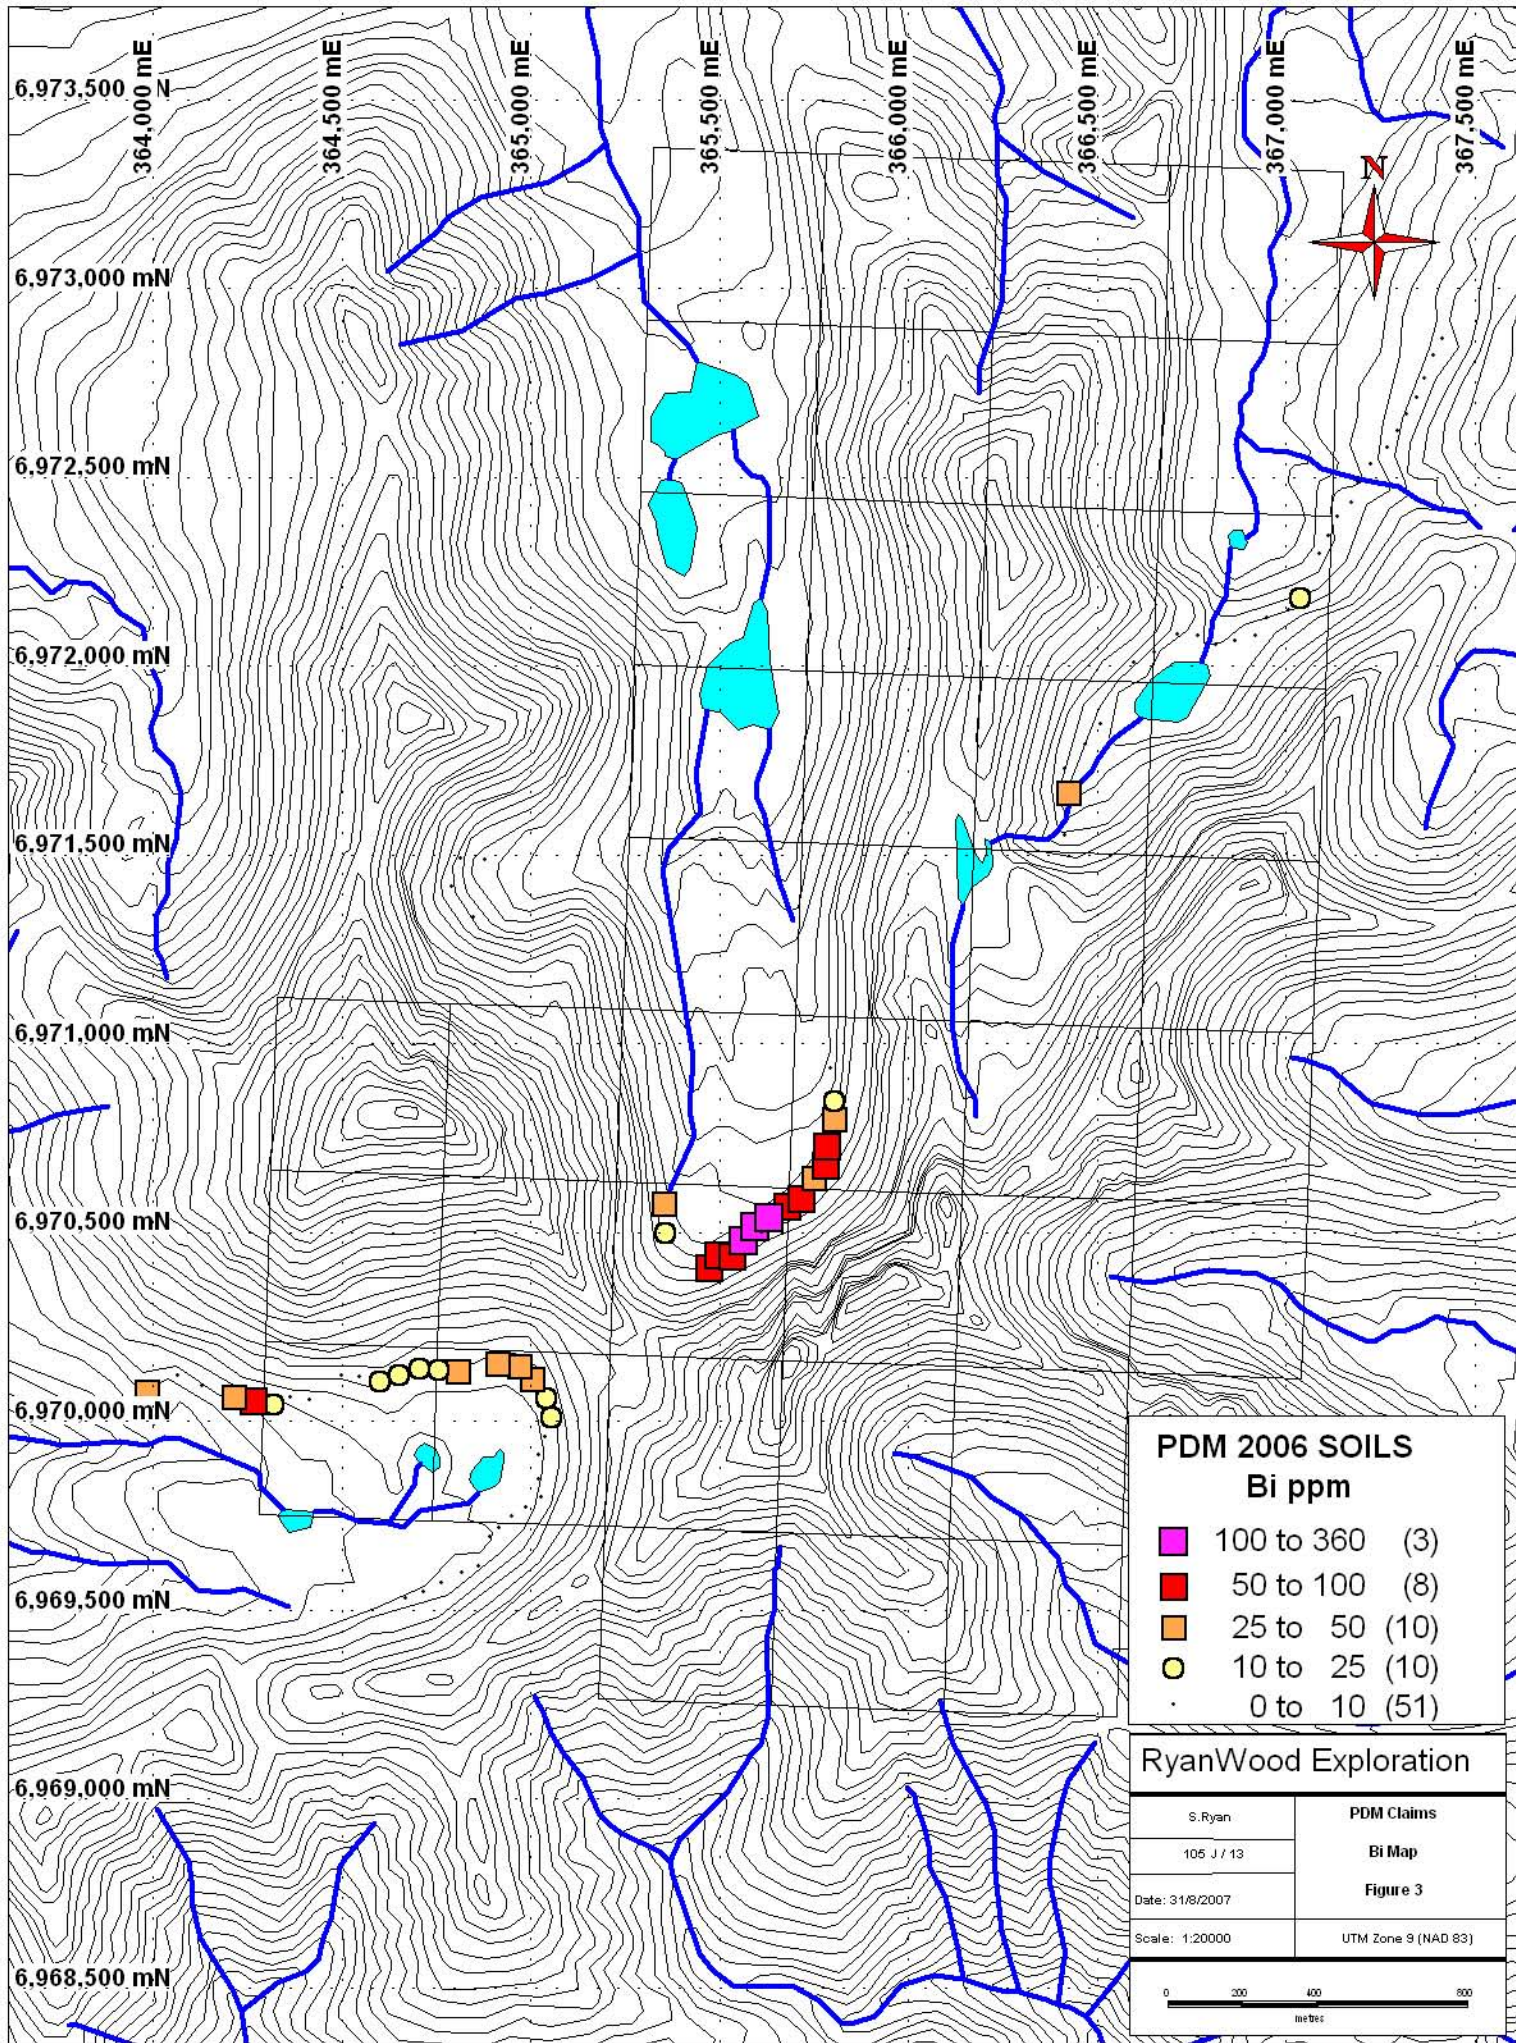 364,000 mE
364,500 mE
365,000 mE
365,500 mE
366,000 mE
366,500 mE
367,000 mE
367,500 mE
6,973,500 N
N
6,973,000 mN
6,972,500 mN
6,972,000 mN
6,971,500 mN
6,971,000 mN
6,970,500 mN
6,970,000 mN
6,969,500 mN
6,969,000 mN
6,968,500 mN
PDM 2006 SOILS
Bi ppm
100 to 360 (3)
50 to 100 (8)
25 to 50 (10)
10 to 25 (10)
0 to 10 (51)
RyanWood Exploration
S.Ryan
105 J / 13
Date: 31/8/2007
Scale: 1:20000
PDM Claims
Bi Map
Figure 3
UTM Zone 9 (NAD 83)
0 200 400 800
metres